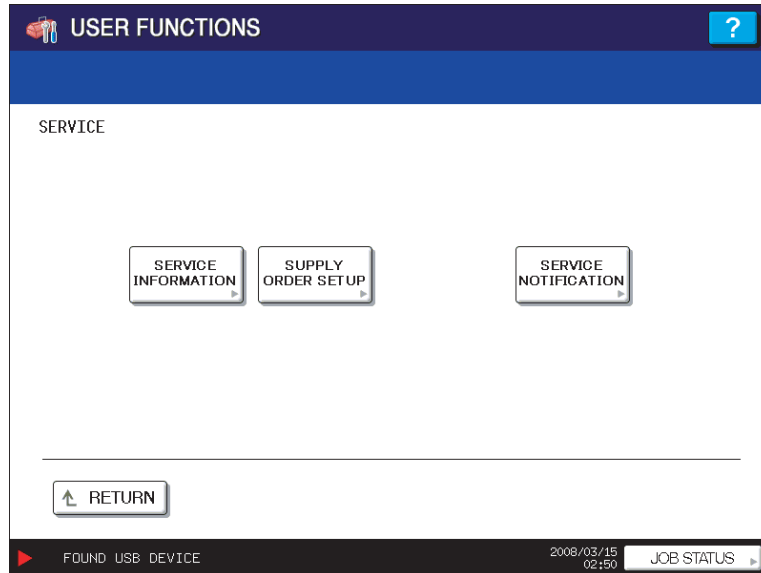 USER FUNCTIONS
?
SERVICE
SERVICE
INFORMATION
SUPPLY
ORDER SETUP
SERVICE
NOTIFICATION
RETURN
FOUND USB DEVICE
2008/03/15
02:50
JOB STATUS